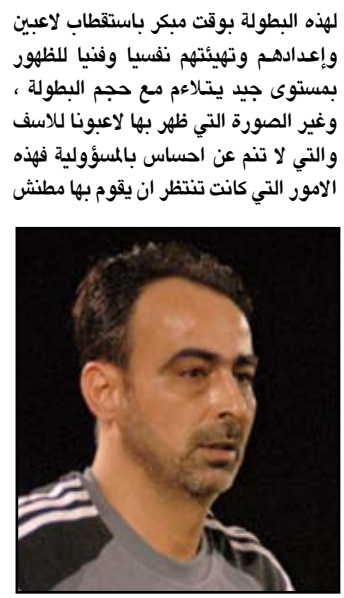 لهذه البطولة بوقت مبكر باستقطاب لاعبين
وإعدادهم وتهيئتهم نفسيا وفنيا للظهور
بمستوى جيد يتلاءم مع حجم البطولة ،
وغير الصورة التي ظهر بها لاعبونا للاسف
والتي لا تنم عن احساس بالمسؤولية فهذه
الامور التي كانت تنتظر ان يقوم بها مطنش